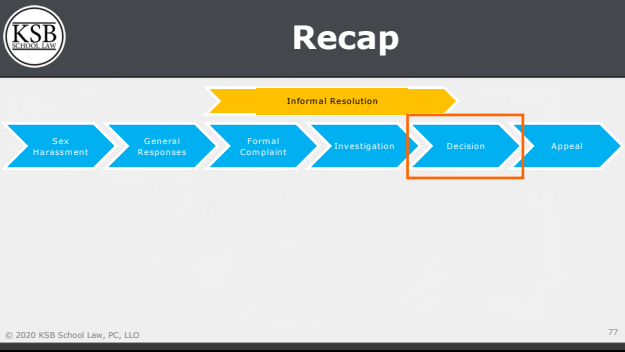 KSB
SCHOOL LAW
Recap
Informal Resolution
Sex
Harassment
General
Responses
Formal
Complaint
Investigation
Decision
Appeal
© 2020 KSB School Law, PC, LLO
77